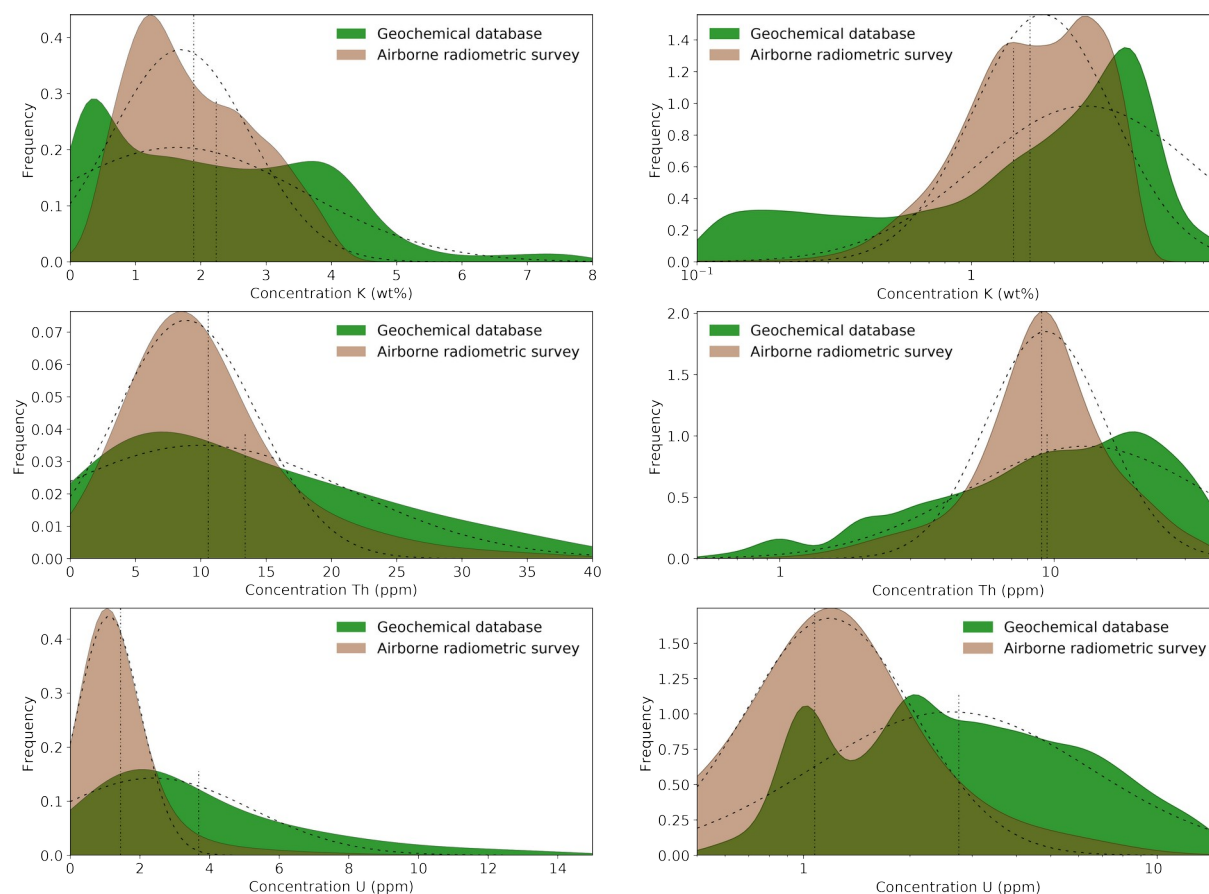 Frequency
0.4
0.3
0.2
0.1
0.0
Geochemical database
Airborne radiometric survey
0 1 2 3 4 5 6 7 8
Concentration K (wt%)
Frequency
1.4
1.2
1.0
0.8
0.6
0.4
0.2
0.0
Geochemical database
Airborne radiometric survey
10⁻¹ 1
Concentration K (wt%)
Frequency
0.07
0.06
0.05
0.04
0.03
0.02
0.01
0.00
Geochemical database
Airborne radiometric survey
0 5 10 15 20 25 30 35 40
Concentration Th (ppm)
Frequency
2.0
1.5
1.0
0.5
0.0
Geochemical database
Airborne radiometric survey
1 10
Concentration Th (ppm)
Frequency
0.4
0.3
0.2
0.1
0.0
Geochemical database
Airborne radiometric survey
0 2 4 6 8 10 12 14
Concentration U (ppm)
Frequency
1.50
1.25
1.00
0.75
0.50
0.25
0.00
Geochemical database
Airborne radiometric survey
1 10
Concentration U (ppm)